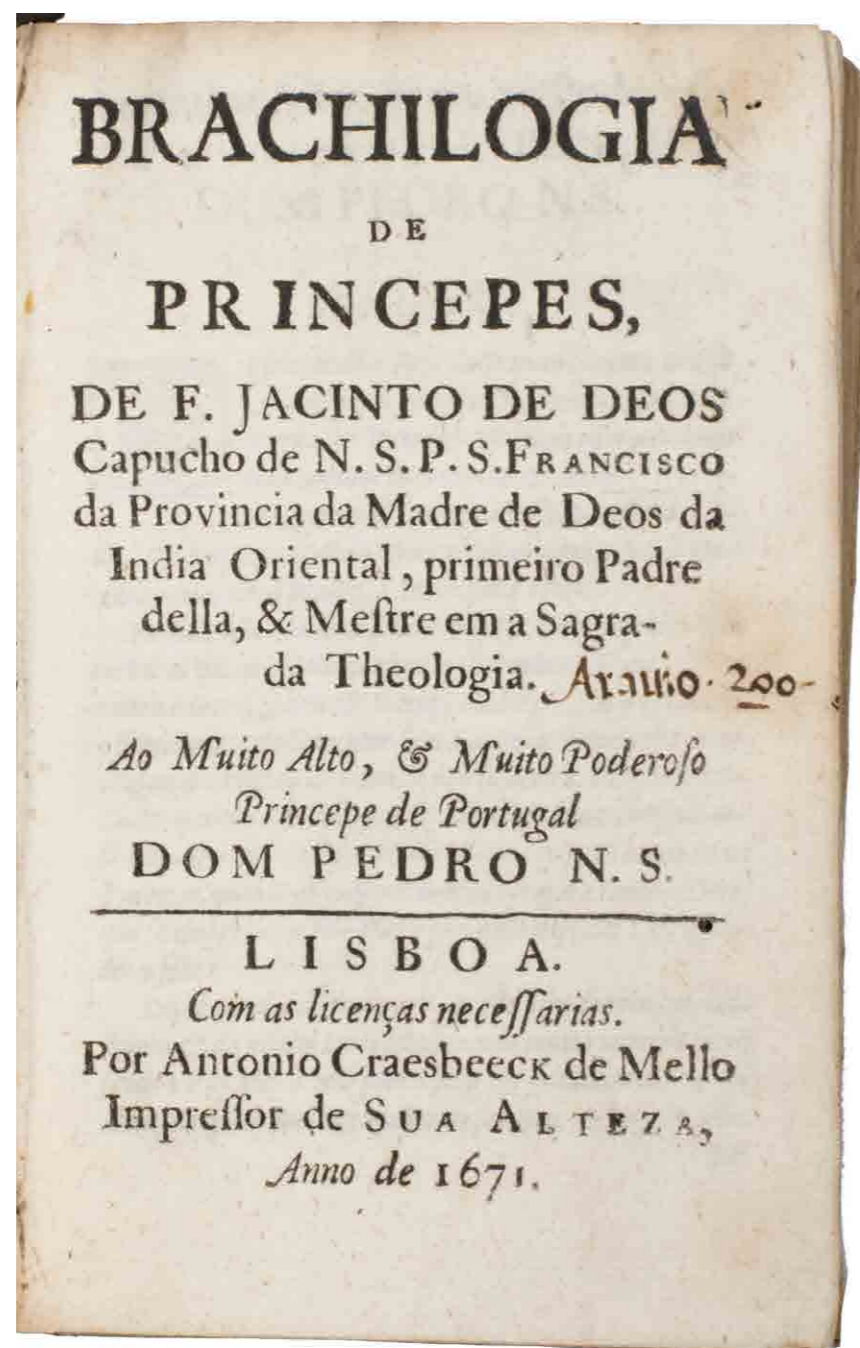 BRACHILOGIA
DE
PRINCEPES,
DE F. JACINTO DE DEOS
Capucho de N. S. P. S. FRANCISCO
da Provincia da Madre de Deos da
India Oriental, primeiro Padre
della, & Meſtre em a Sagra-
da Theologia. 200
Ao Muito Alto, & Muito Poderoſo
Princepe de Portugal
DOM PEDRO N. S.
LISBOA.
Com as licenças neceſſarias.
Por Antonio Craesbeeck de Mello
Impreſſor de SUA ALTEZA,
Anno de 1671.